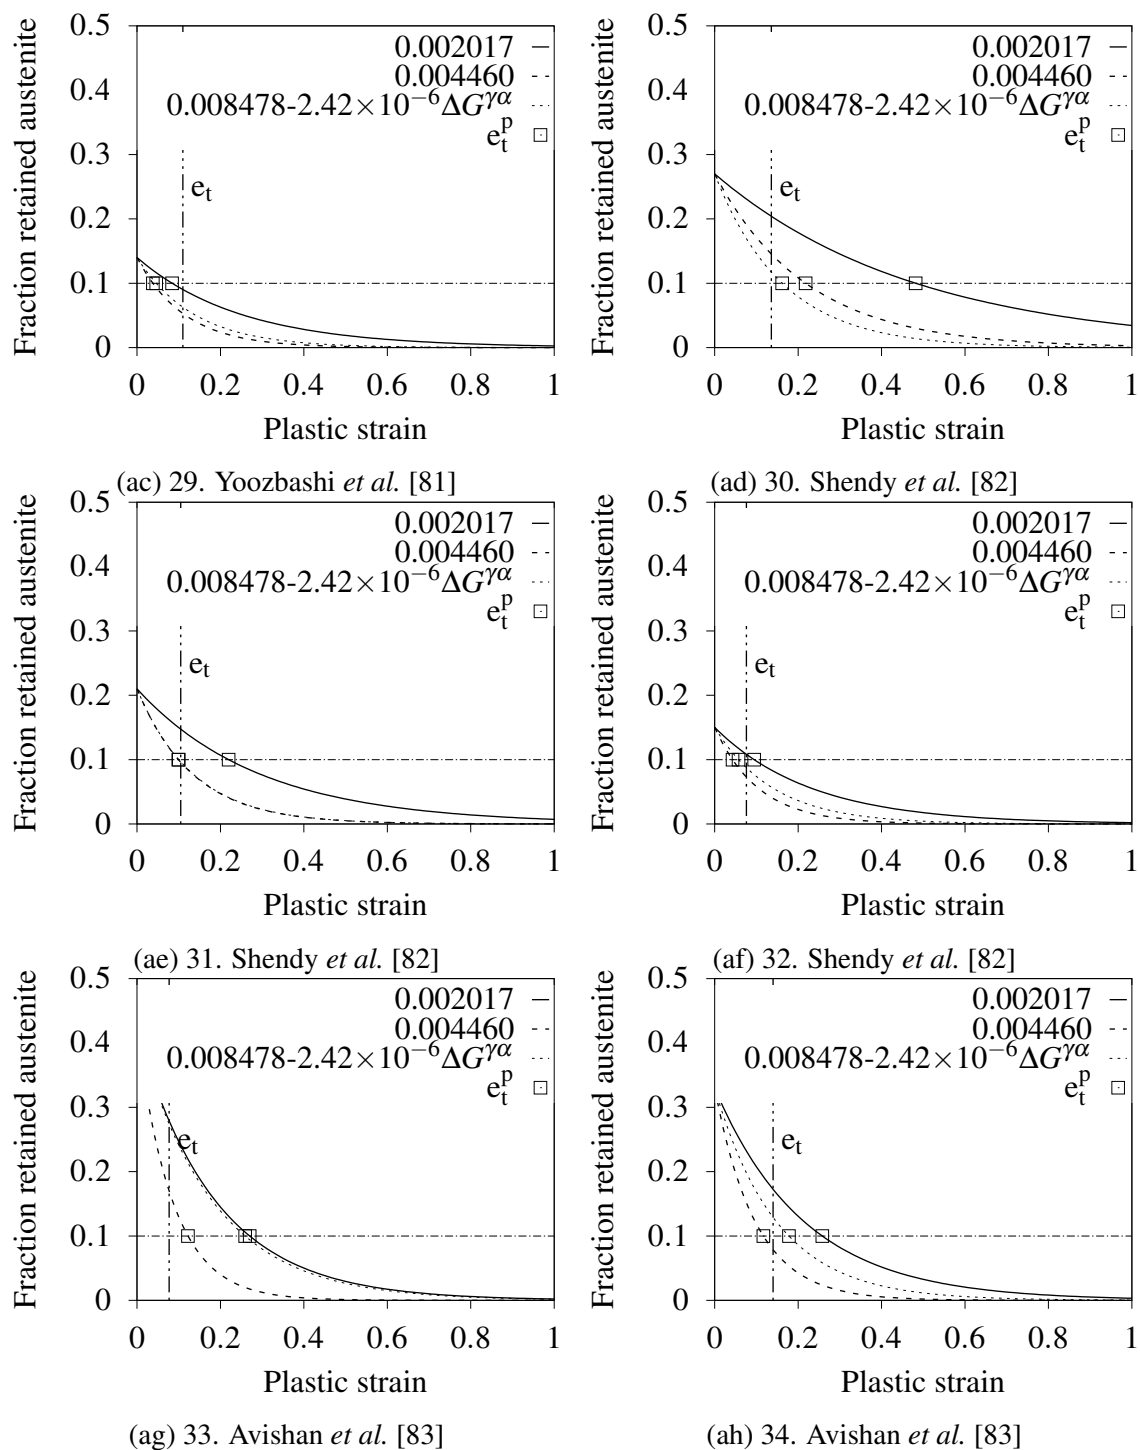 Fraction retained austenite
0.5
0.4
0.3
0.2
0.1
0
0.002017
0.004460
0.008478-2.42×10⁻⁶ΔG^γα
e_t^p
e_t
0 0.2 0.4 0.6 0.8 1
Plastic strain
(ac) 29. Yoozbashi et al. [81]
Fraction retained austenite
0.5
0.4
0.3
0.2
0.1
0
0.002017
0.004460
0.008478-2.42×10⁻⁶ΔG^γα
e_t^p
e_t
0 0.2 0.4 0.6 0.8 1
Plastic strain
(ad) 30. Shendy et al. [82]
Fraction retained austenite
0.5
0.4
0.3
0.2
0.1
0
0.002017
0.004460
0.008478-2.42×10⁻⁶ΔG^γα
e_t^p
e_t
0 0.2 0.4 0.6 0.8 1
Plastic strain
(ae) 31. Shendy et al. [82]
Fraction retained austenite
0.5
0.4
0.3
0.2
0.1
0
0.002017
0.004460
0.008478-2.42×10⁻⁶ΔG^γα
e_t^p
e_t
0 0.2 0.4 0.6 0.8 1
Plastic strain
(af) 32. Shendy et al. [82]
Fraction retained austenite
0.5
0.4
0.3
0.2
0.1
0
0.002017
0.004460
0.008478-2.42×10⁻⁶ΔG^γα
e_t^p
e_t
0 0.2 0.4 0.6 0.8 1
Plastic strain
(ag) 33. Avishan et al. [83]
Fraction retained austenite
0.5
0.4
0.3
0.2
0.1
0
0.002017
0.004460
0.008478-2.42×10⁻⁶ΔG^γα
e_t^p
e_t
0 0.2 0.4 0.6 0.8 1
Plastic strain
(ah) 34. Avishan et al. [83]